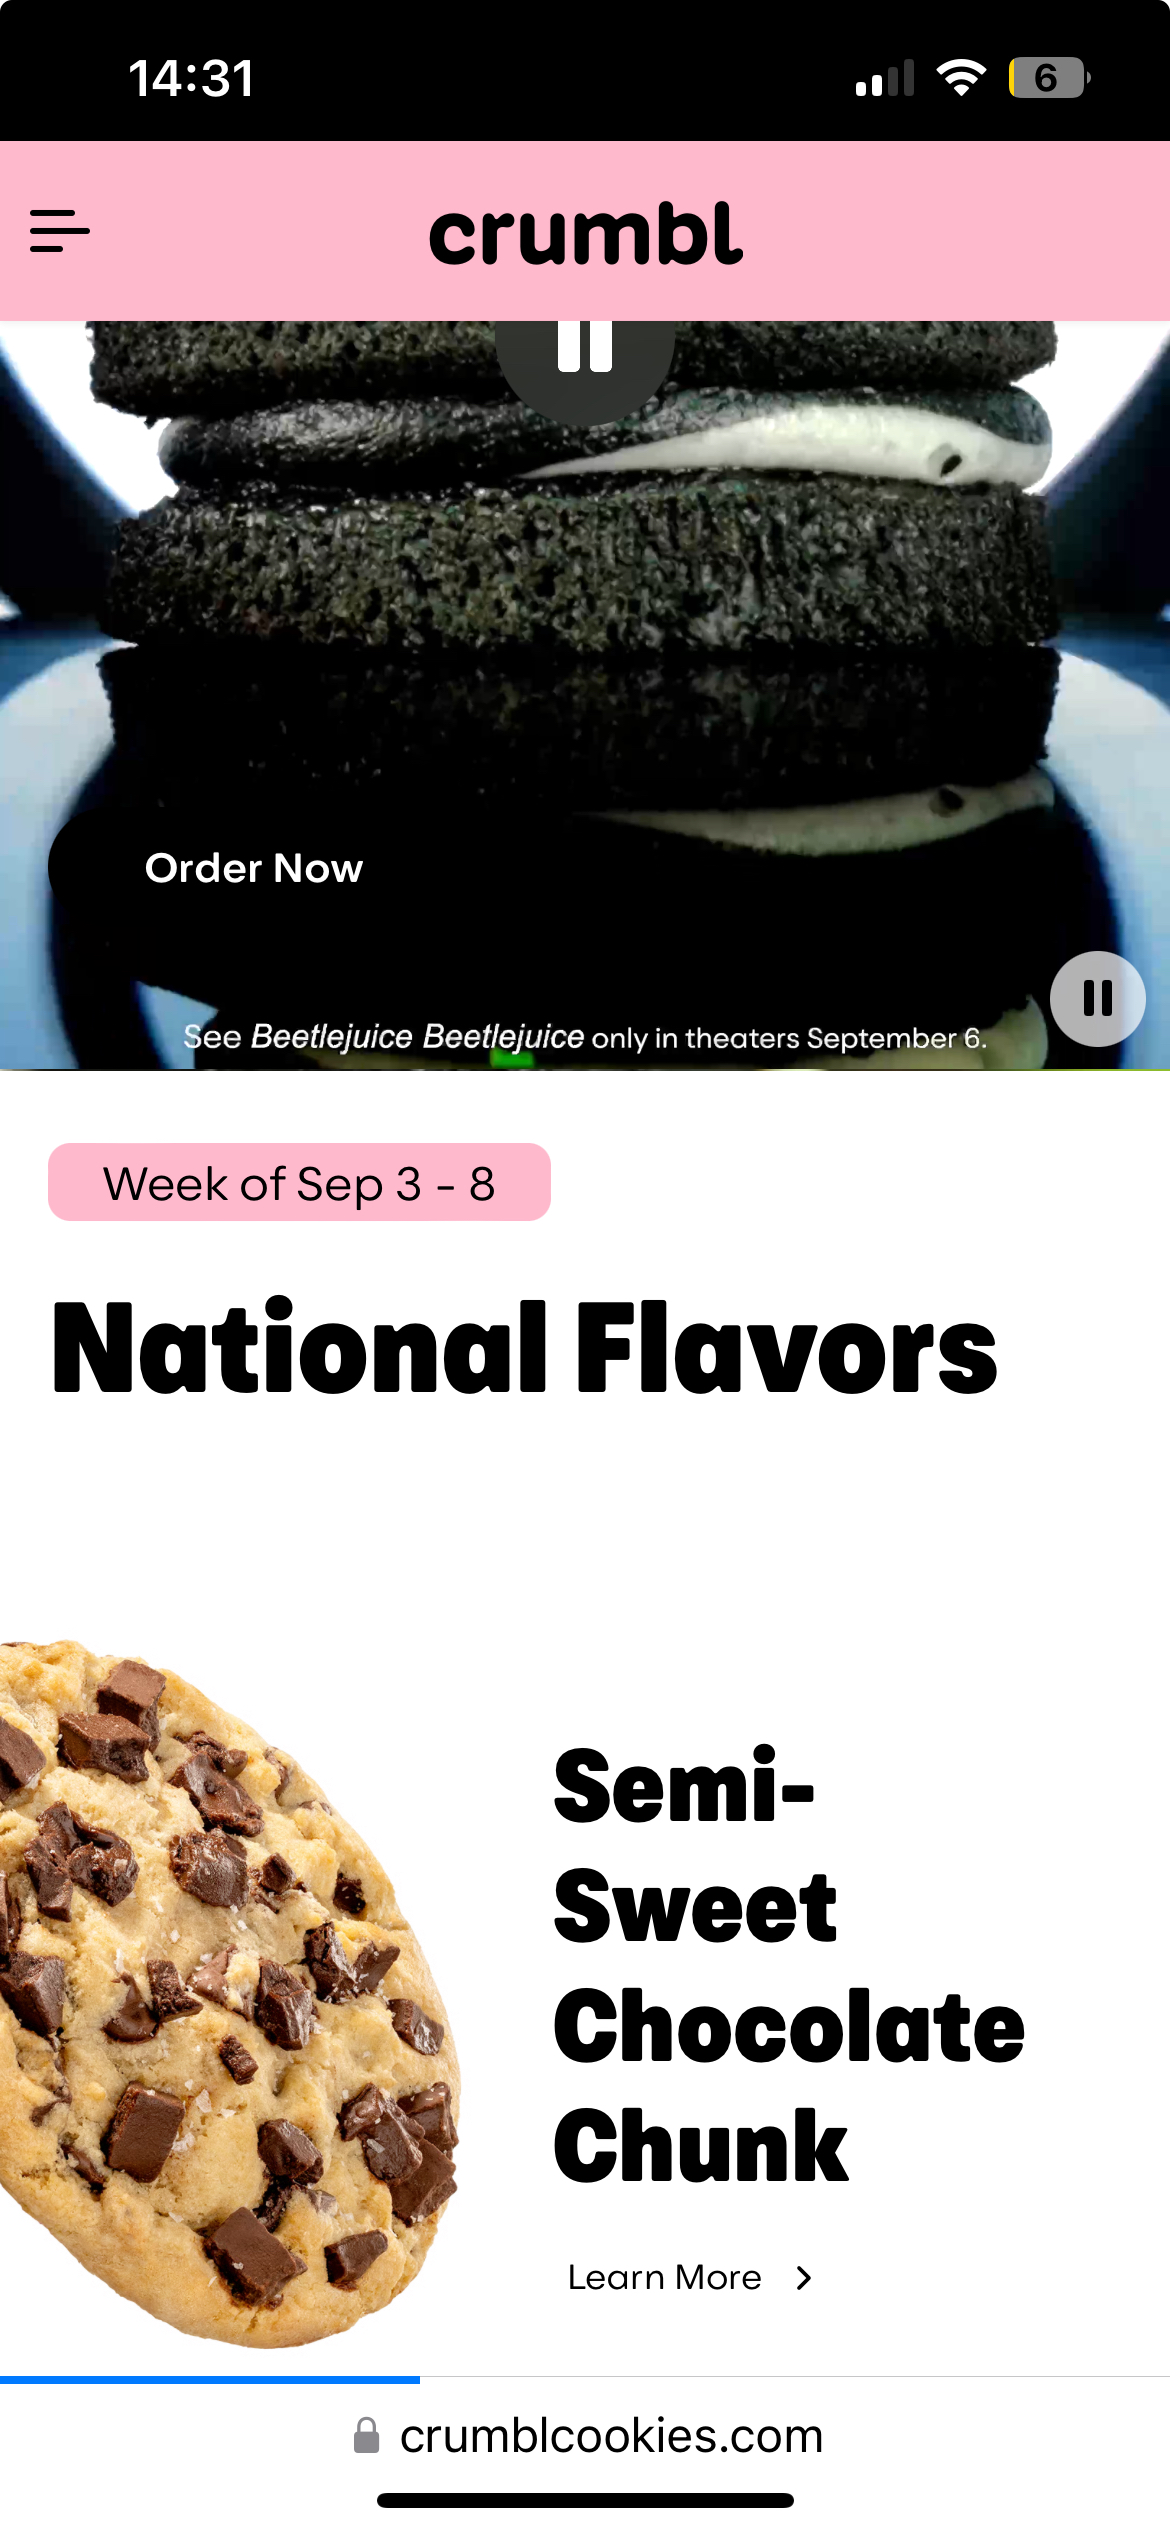 14:31
6
crumbl
Order Now
See Beetlejuice Beetlejuice only in theaters September 6.
Week of Sep 3 - 8
National Flavors
Semi-
Sweet
Chocolate
Chunk
Learn More
crumblcookies.com